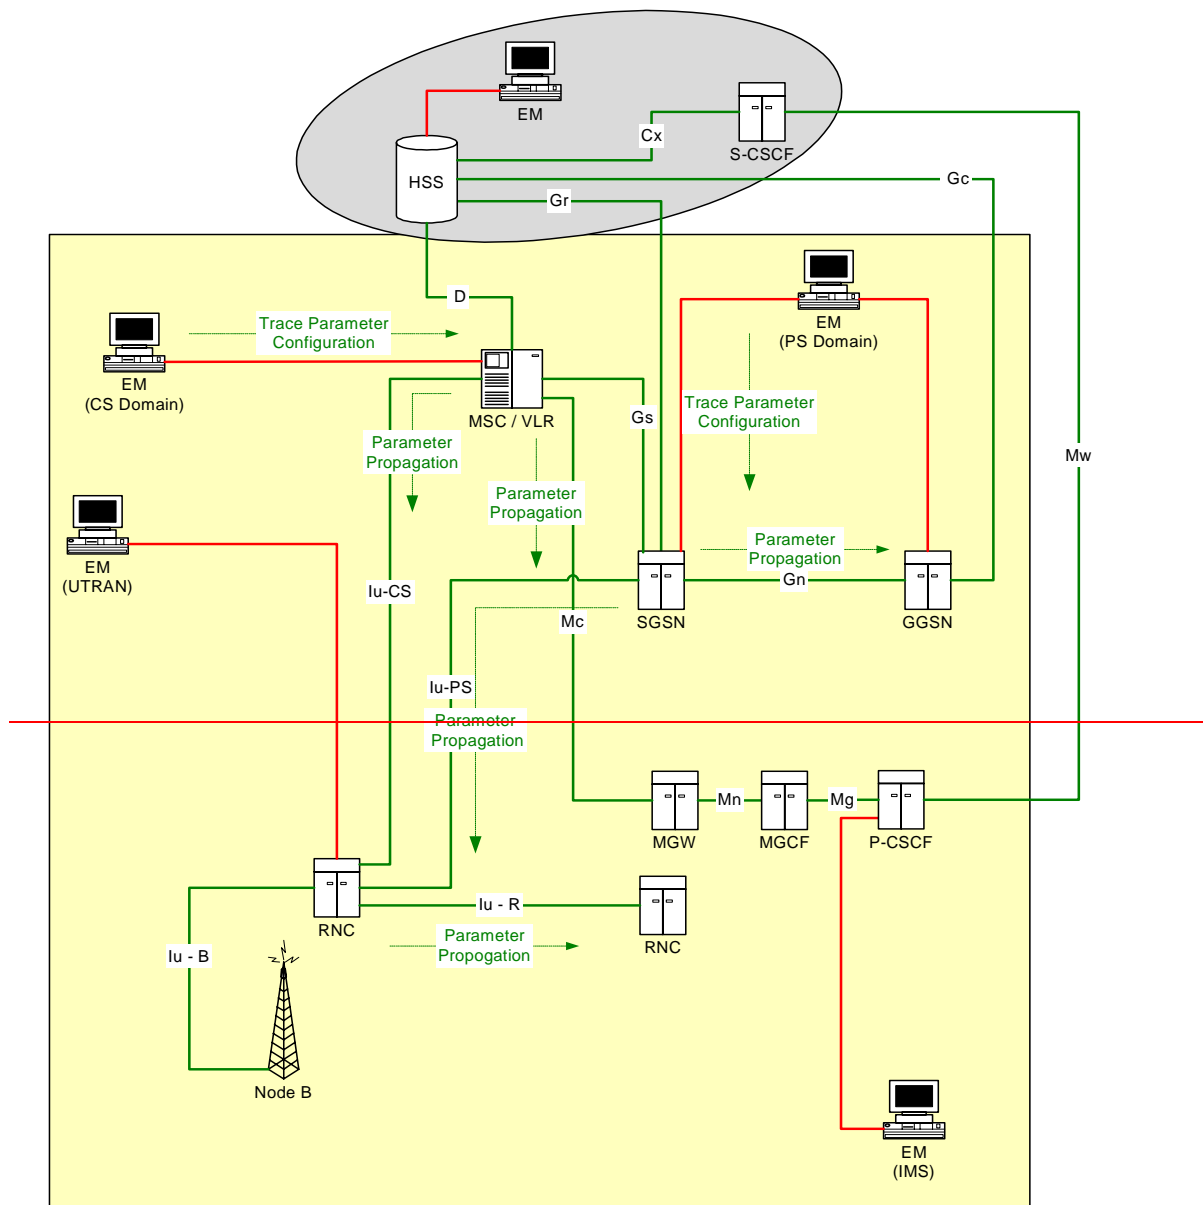 EM
Cx
S-CSCF
HSS
Gc
Gr
D
Trace Parameter
Configuration
EM
(PS Domain)
EM
(CS Domain)
MSC / VLR
Gs
Trace Parameter
Configuration
Parameter
Propagation
Mw
Parameter
Propagation
Parameter
Propagation
EM
(UTRAN)
Iu-CS
Gn
Mc
SGSN
GGSN
Iu-PS
Parameter
Propagation
Mn
Mg
MGW
MGCF
P-CSCF
Iu - R
RNC
Parameter
Propogation
RNC
Iu - B
Node B
EM
(IMS)